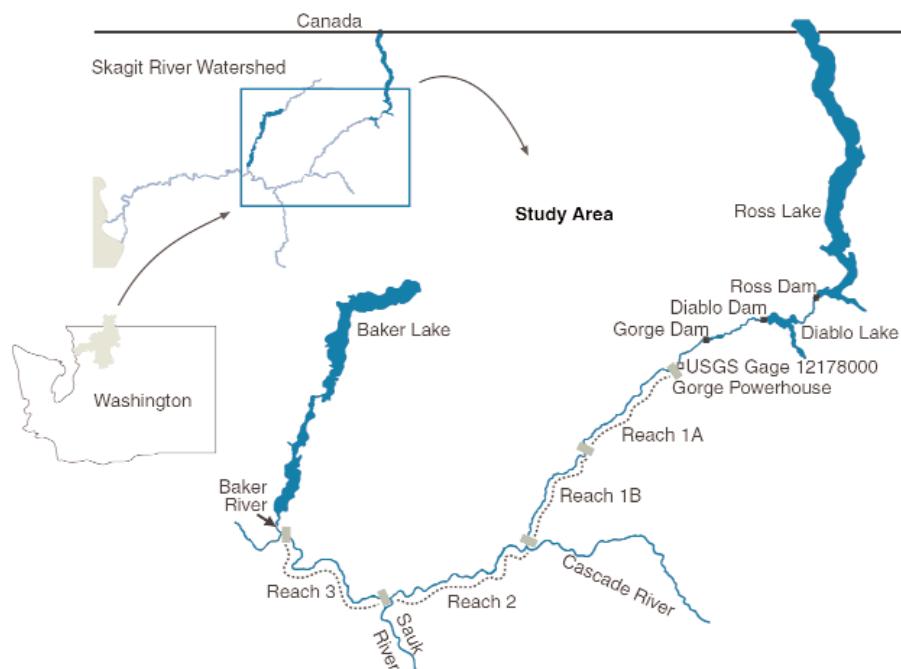 Canada
Skagit River Watershed
Study Area
Ross Lake
Ross Dam
Diablo Dam
Diablo Lake
Gorge Dam
USGS Gage 12178000
Gorge Powerhouse
Baker Lake
Washington
Reach 1A
Reach 1B
Baker
River
Cascade River
Reach 3
Reach 2
Sauk
River